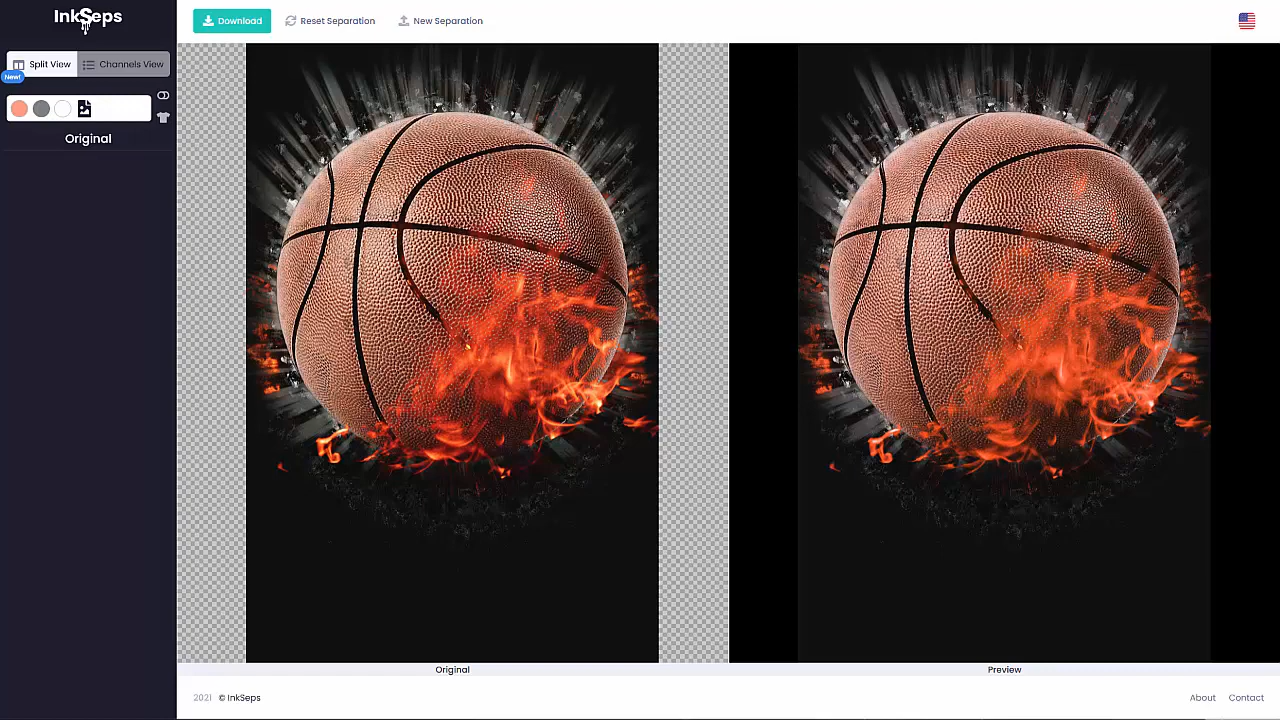 InkSeps
Download
Reset Separation
New Separation
Split View
Channels View
New!
Original
Original
Preview
2021 © InkSeps
About
Contact